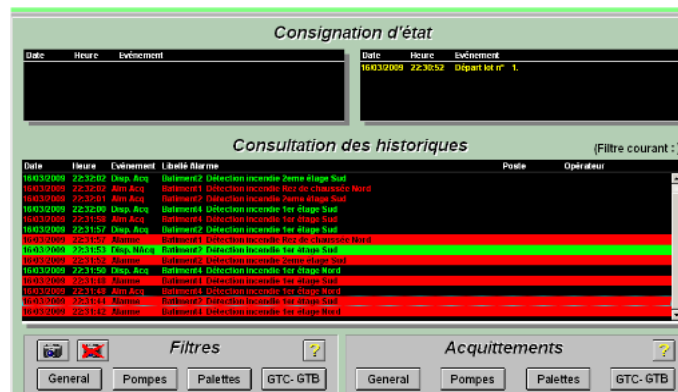 Consignation d'état
Date Heure Evénement
Date Heure Evénement
16/03/2009 22:30:52 Départ lot n° 1.
Consultation des historiques
(Filtre courant :
Date Heure Evènement Libellé Alarme Poste Opérateur
16/03/2009 22:32:02 Disp. Acq Batiment2 Détection incendie 2eme étage Sud
16/03/2009 22:32:02 Alm Acq Batiment1 Détection incendie Rez de chaussée Nord
16/03/2009 22:32:01 Alm Acq Batiment2 Détection incendie 2eme étage Sud
16/03/2009 22:32:00 Disp. Acq Batiment4 Détection incendie 1er étage Sud
16/03/2009 22:31:58 Alm Acq Batiment4 Détection incendie 1er étage Sud
16/03/2009 22:31:57 Disp. Acq Batiment2 Détection incendie 1er étage Sud
16/03/2009 22:31:57 Alarme Batiment1 Détection incendie Rez de chaussée Nord
16/03/2009 22:31:53 Disp. NAcq Batiment2 Détection incendie 1er étage Sud
16/03/2009 22:31:52 Alarme Batiment2 Détection incendie 2eme étage Sud
16/03/2009 22:31:50 Disp. Acq Batiment4 Détection incendie 1er étage Nord
16/03/2009 22:31:48 Alarme Batiment4 Détection incendie 1er étage Sud
16/03/2009 22:31:48 Alm Acq Batiment4 Détection incendie 1er étage Nord
16/03/2009 22:31:44 Alarme Batiment2 Détection incendie 1er étage Sud
16/03/2009 22:31:42 Alarme Batiment4 Détection incendie 1er étage Nord
Filtres
?
Acquittements
?
General Pompes Palettes GTC- GTB
General Pompes Palettes GTC- GTB